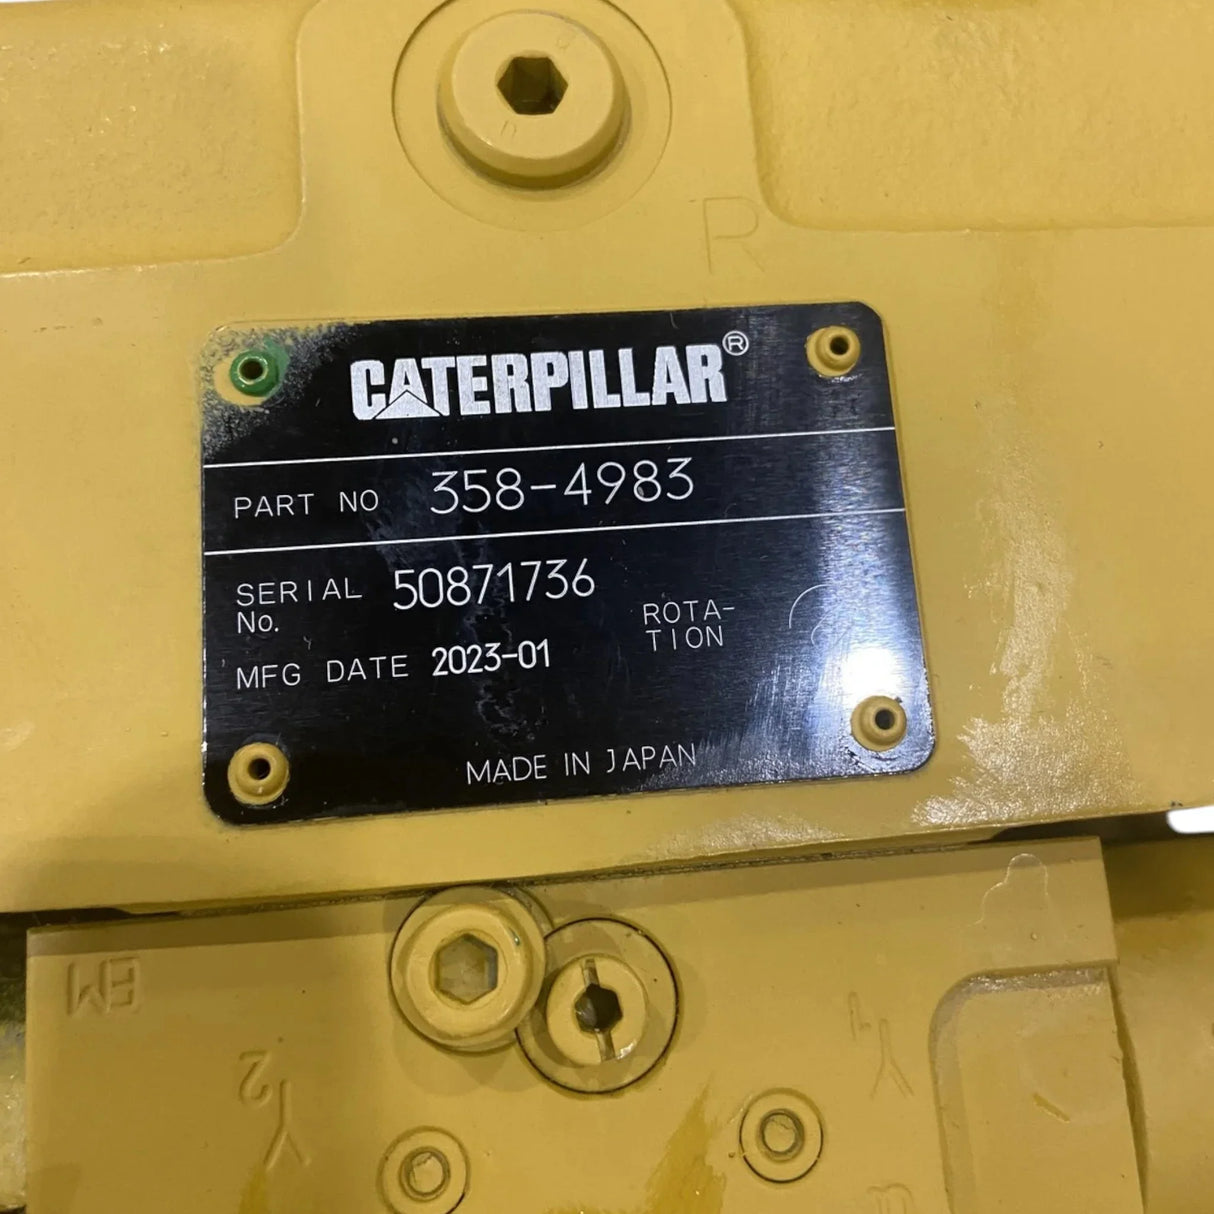 R
CATERPILLAR®
PART NO 358-4983
SERIAL No. 50871736
MFG DATE 2023-01
ROTA-
TION
MADE IN JAPAN
EM
Y2
Y1